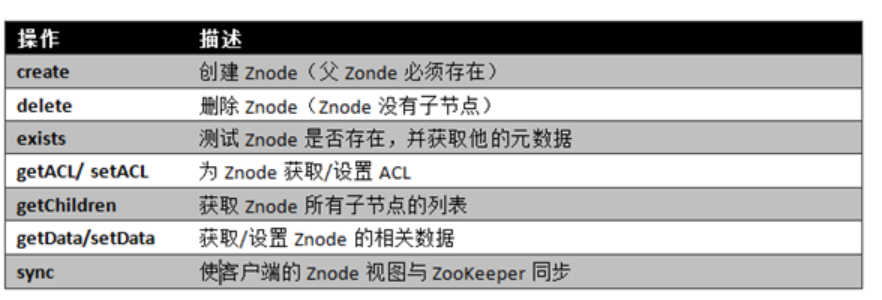 操作 描述
create 创建 Znode（父 Zonde 必须存在）
delete 删除 Znode（Znode 没有子节点）
exists 测试 Znode 是否存在，并获取他的元数据
getACL/ setACL 为 Znode 获取/设置 ACL
getChildren 获取 Znode 所有子节点的列表
getData/setData 获取/设置 Znode 的相关数据
sync 使客户端的 Znode 视图与 ZooKeeper 同步